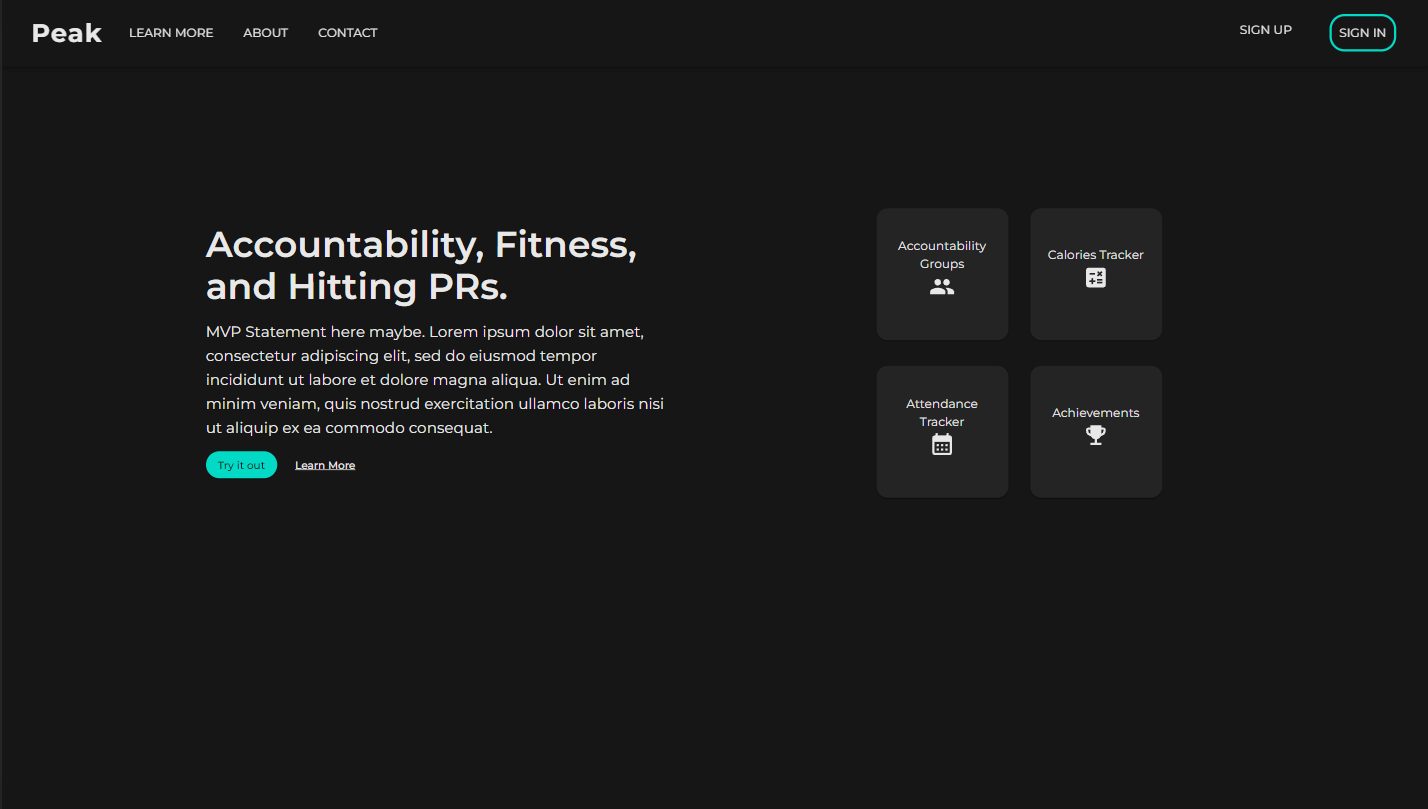 Peak
LEARN MORE
ABOUT
CONTACT
SIGN UP
SIGN IN
Accountability, Fitness,
and Hitting PRs.
MVP Statement here maybe. Lorem ipsum dolor sit amet,
consectetur adipiscing elit, sed do eiusmod tempor
incididunt ut labore et dolore magna aliqua. Ut enim ad
minim veniam, quis nostrud exercitation ullamco laboris nisi
ut aliquip ex ea commodo consequat.
Try it out
Learn More
Accountability
Groups
Calories Tracker
Attendance
Tracker
Achievements